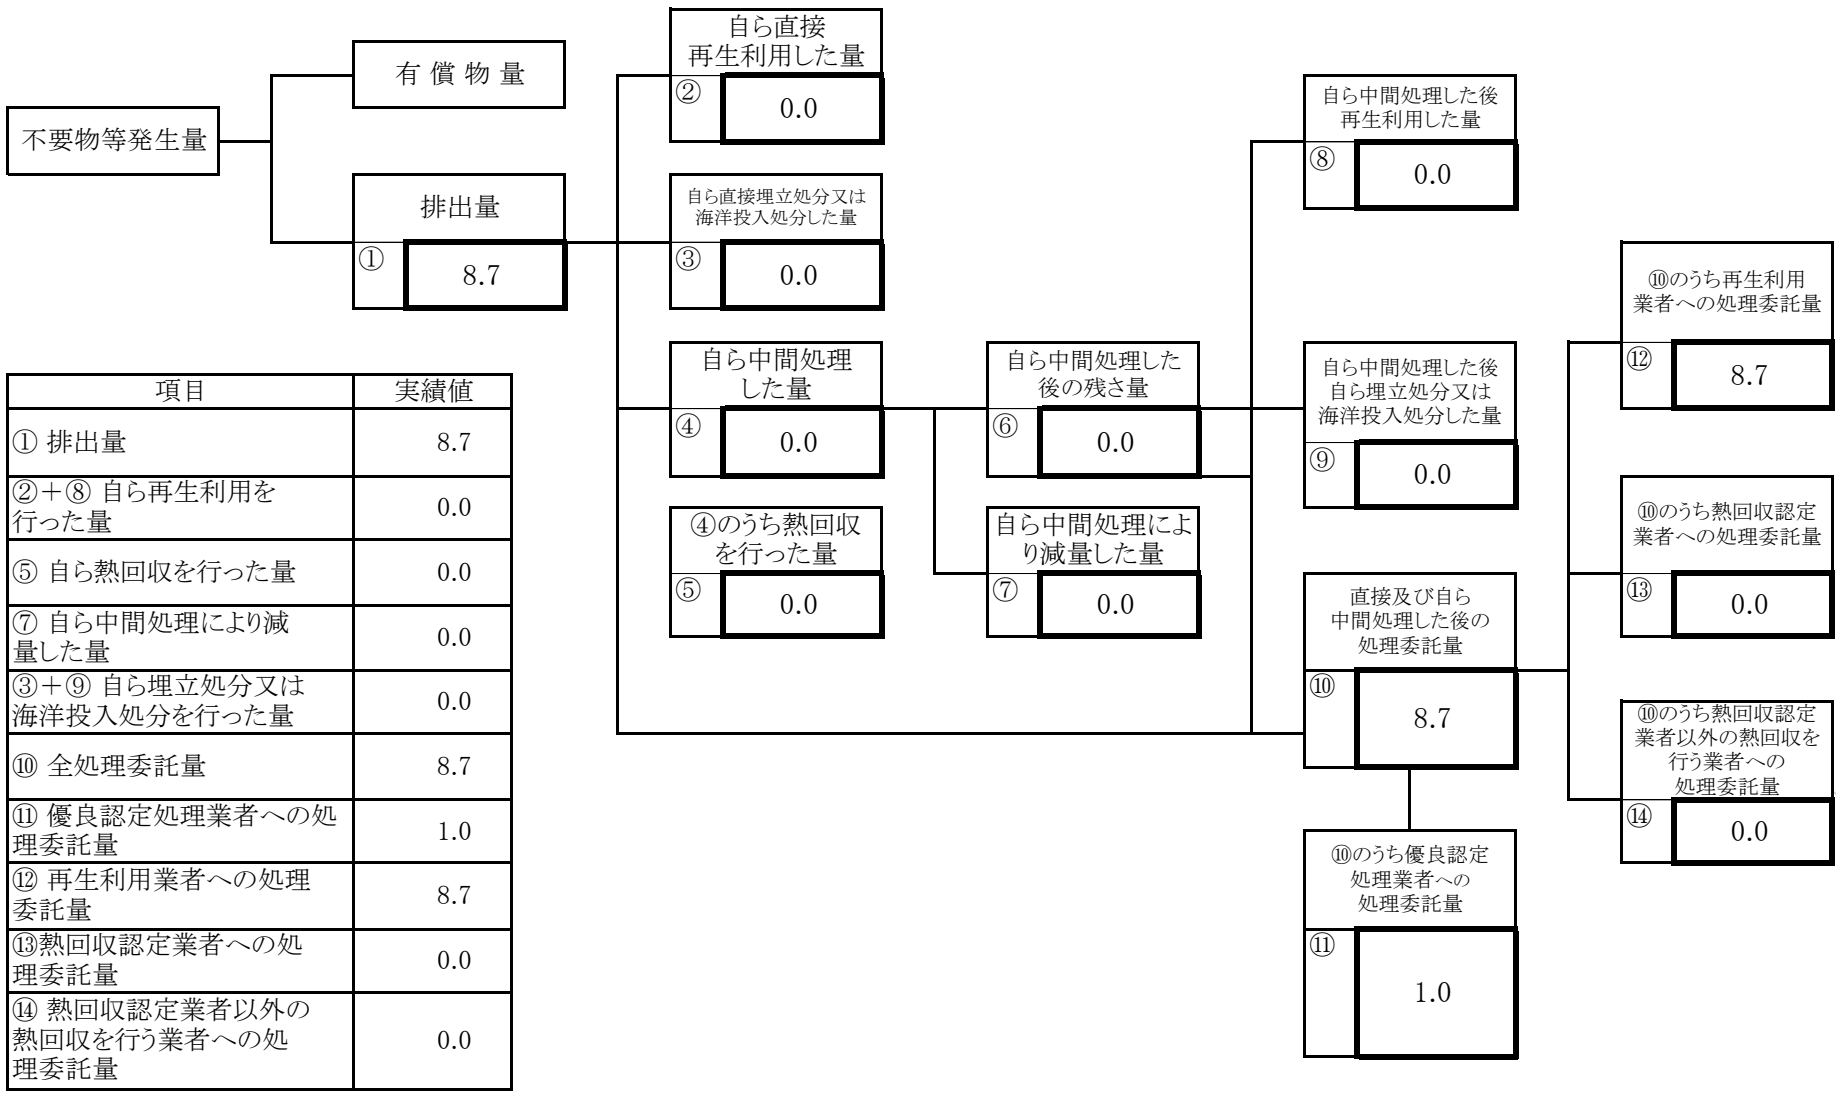 不要物等発生量
有 償 物 量
排出量
①
8.7
自ら直接
再生利用した量
②
0.0
自ら直接埋立処分又は
海洋投入処分した量
③
0.0
自ら中間処理
した量
④
0.0
④のうち熱回収
を行った量
⑤
0.0
自ら中間処理した
後の残さ量
⑥
0.0
自ら中間処理によ
り減量した量
⑦
0.0
自ら中間処理した後
再生利用した量
⑧
0.0
自ら中間処理した後
自ら埋立処分又は
海洋投入処分した量
⑨
0.0
直接及び自ら
中間処理した後の
処理委託量
⑩
8.7
⑩のうち優良認定
処理業者への
処理委託量
⑪
1.0
⑩のうち再生利用
業者への処理委託量
⑫
8.7
⑩のうち熱回収認定
業者への処理委託量
⑬
0.0
⑩のうち熱回収認定
業者以外の熱回収を
行う業者への
処理委託量
⑭
0.0
項目 実績値
① 排出量 8.7
②＋⑧ 自ら再生利用を
行った量 0.0
⑤ 自ら熱回収を行った量 0.0
⑦ 自ら中間処理により減
量した量 0.0
③＋⑨ 自ら埋立処分又は
海洋投入処分を行った量 0.0
⑩ 全処理委託量 8.7
⑪ 優良認定処理業者への処
理委託量 1.0
⑫ 再生利用業者への処理
委託量 8.7
⑬熱回収認定業者への処
理委託量 0.0
⑭ 熱回収認定業者以外の
熱回収を行う業者への処
理委託量 0.0